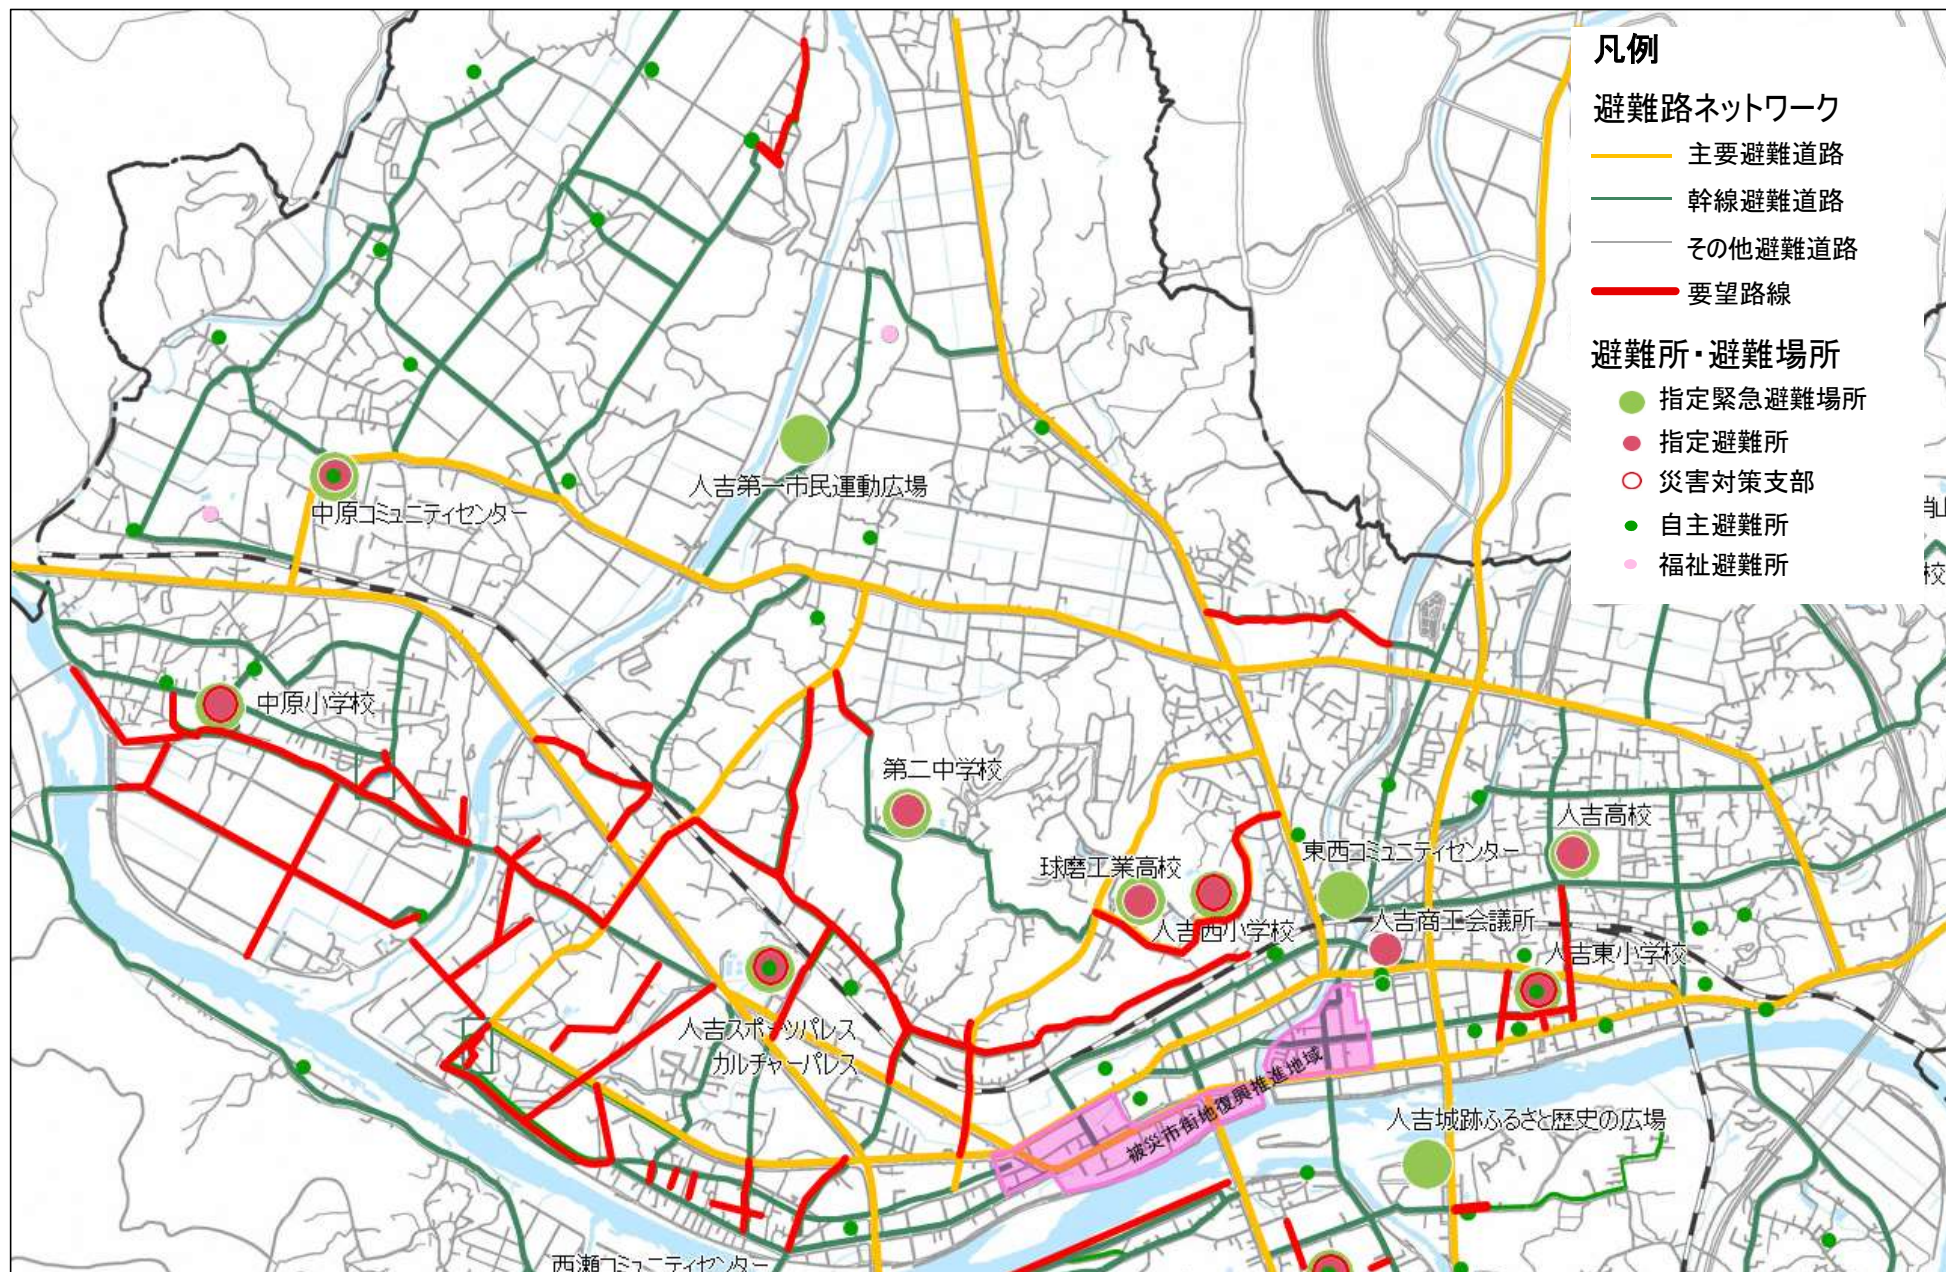 凡例
避難路ネットワーク
主要避難道路
幹線避難道路
その他避難道路
要望路線
避難所・避難場所
指定緊急避難場所
指定避難所
災害対策支部
自主避難所
福祉避難所
校
人吉第一市民運動広場
中原コミュニティセンター
中原小学校
第二中学校
人吉高校
東西コミュニティセンター
球磨工業高校
人吉西小学校
人吉商工会議所
人吉東小学校
人吉スポーツパレス
カルチャーパレス
被災市街地復興推進地域
人吉城跡ふるさと歴史の広場
西瀬コミュニティセンター